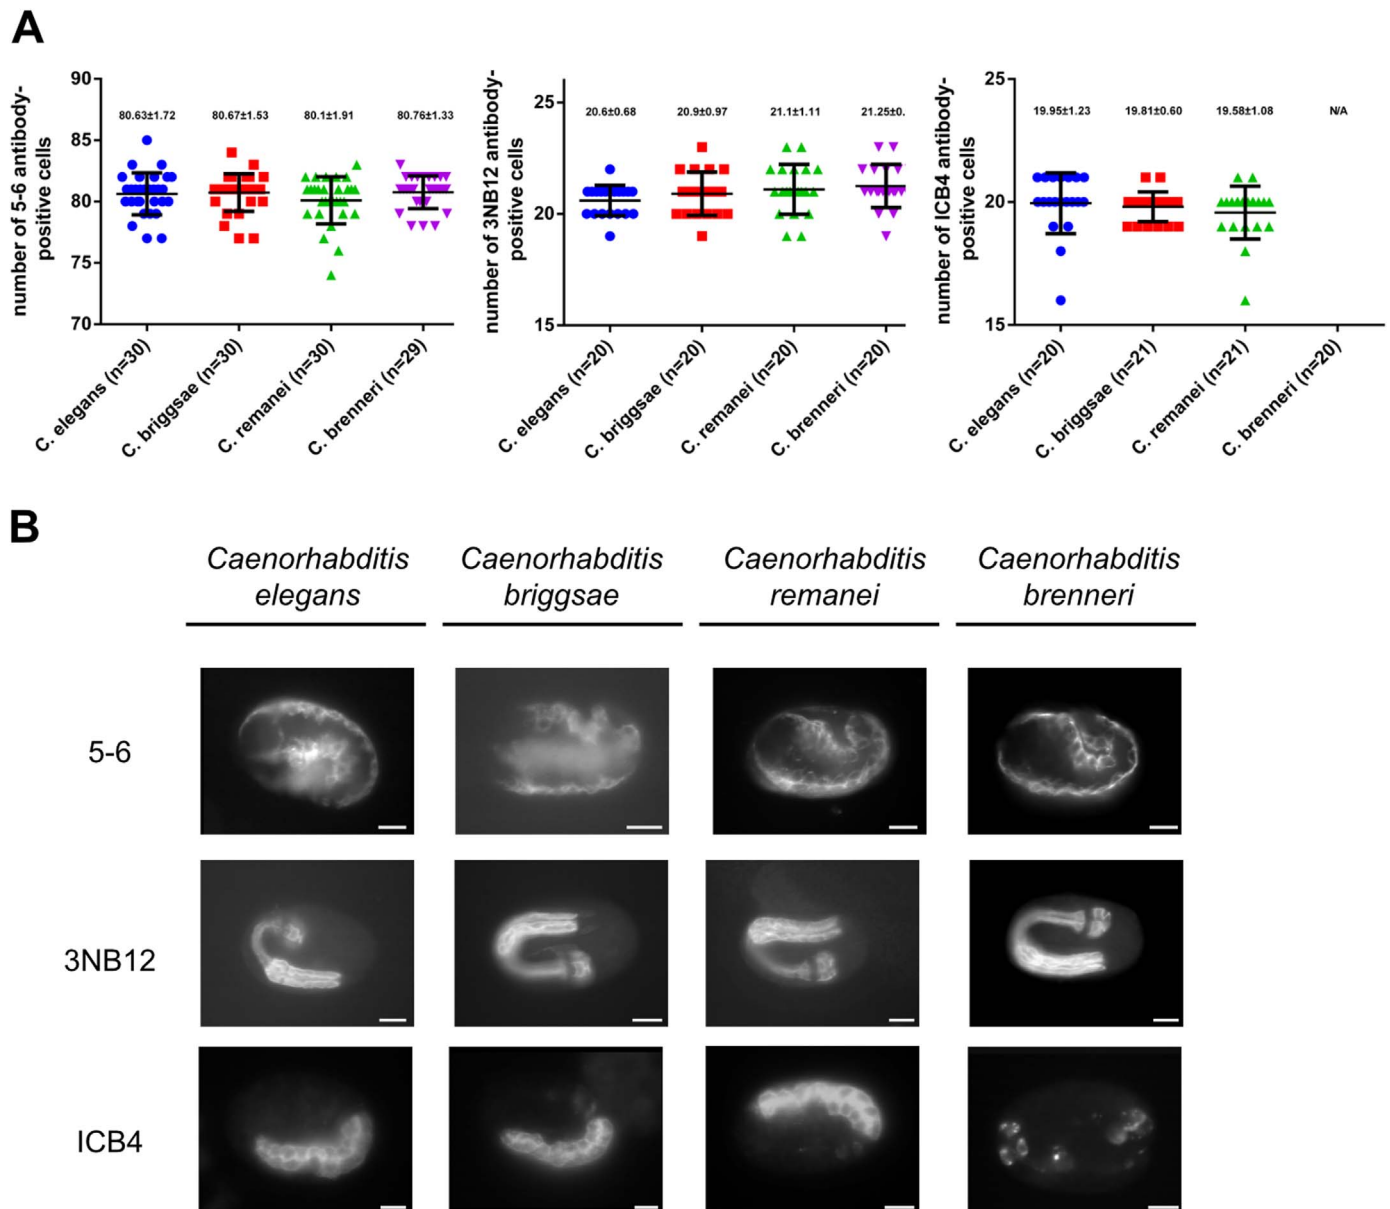 A
number of 5-6 antibody-
positive cells
90
85
80
75
70
80.63±1.72
80.67±1.53
80.1±1.91
80.76±1.33
C. elegans (n=30)
C. briggsae (n=30)
C. remanei (n=30)
C. brenneri (n=29)
number of 3NB12 antibody-
positive cells
25
20
15
20.6±0.68
20.9±0.97
21.1±1.11
21.25±0.
C. elegans (n=20)
C. briggsae (n=20)
C. remanei (n=20)
C. brenneri (n=20)
number of ICB4 antibody-
positive cells
25
20
15
19.95±1.23
19.81±0.60
19.58±1.08
N/A
C. elegans (n=20)
C. briggsae (n=21)
C. remanei (n=21)
C. brenneri (n=20)
B
Caenorhabditis
elegans
Caenorhabditis
briggsae
Caenorhabditis
remanei
Caenorhabditis
brenneri
5-6
3NB12
ICB4